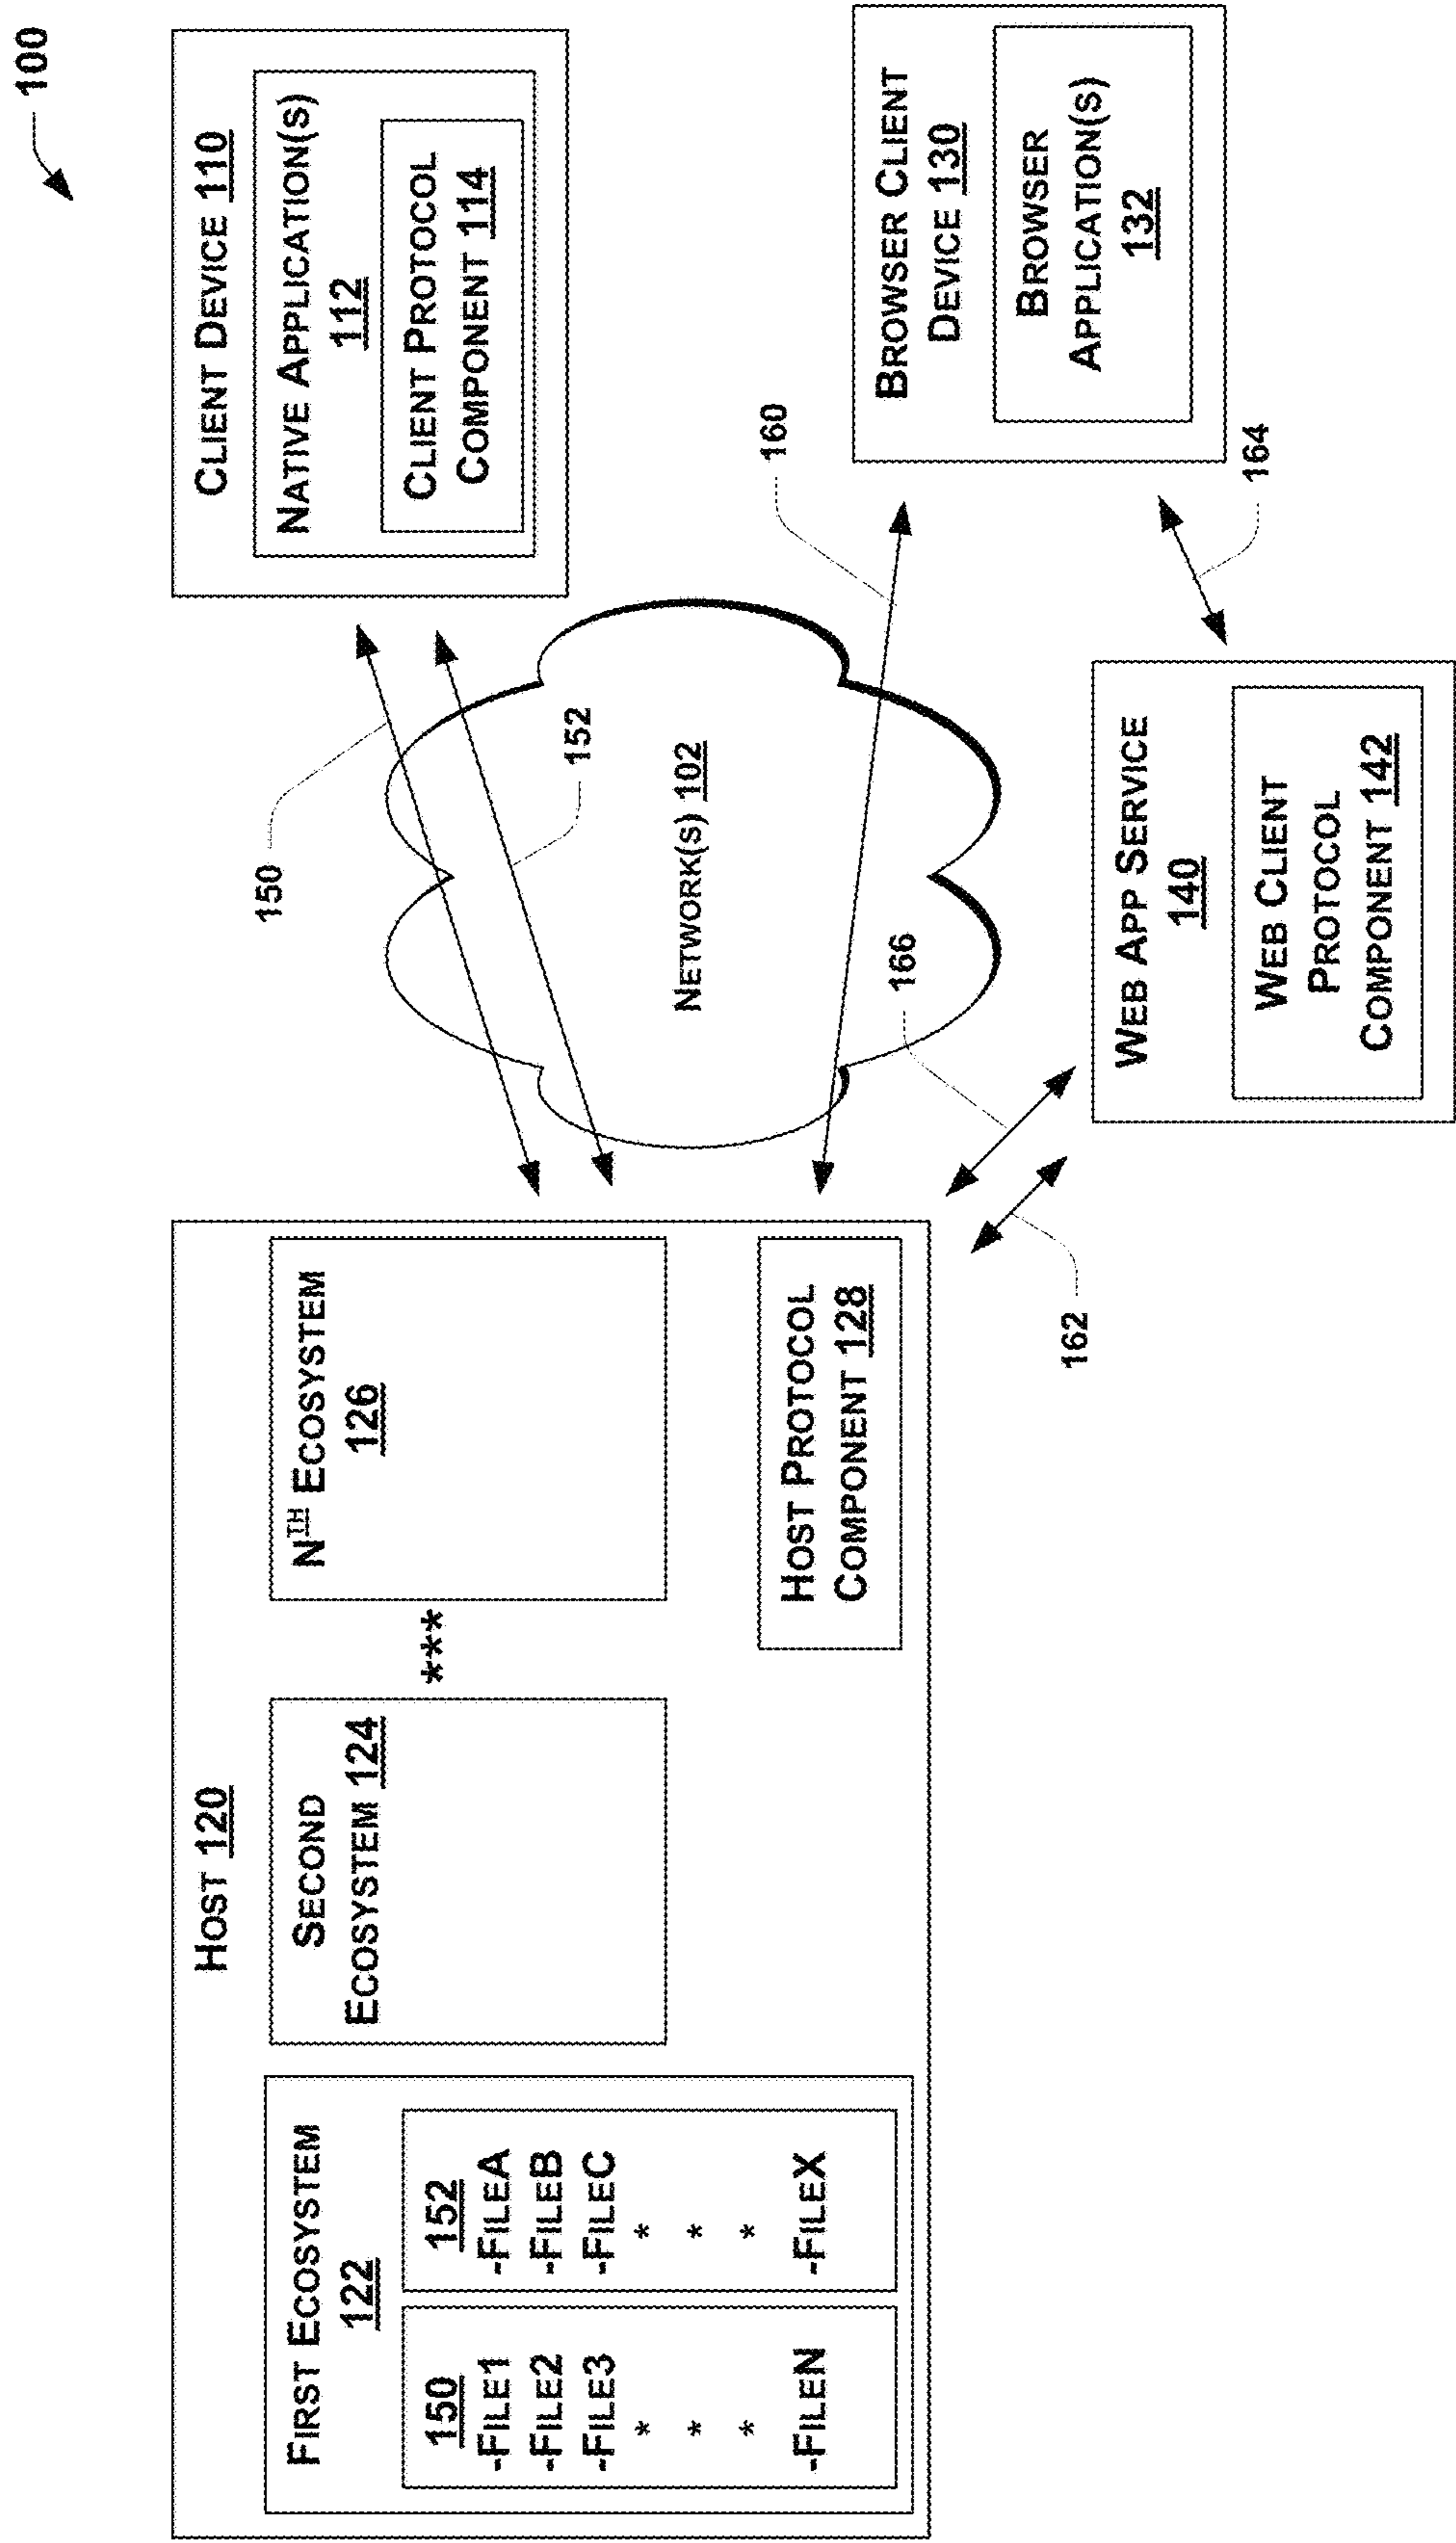 100
HOST 120
FIRST ECOSYSTEM
122
150
-FILE1
-FILE2
-FILE3
*
*
*
-FILEN
152
-FILEA
-FILEB
-FILEC
*
*
*
-FILEX
SECOND
ECOSYSTEM 124
***
NTH ECOSYSTEM
126
HOST PROTOCOL
COMPONENT 128
150
152
NETWORK(S) 102
160
166
162
164
CLIENT DEVICE 110
NATIVE APPLICATION(S)
112
CLIENT PROTOCOL
COMPONENT 114
BROWSER CLIENT
DEVICE 130
BROWSER
APPLICATION(S)
132
WEB APP SERVICE
140
WEB CLIENT
PROTOCOL
COMPONENT 142